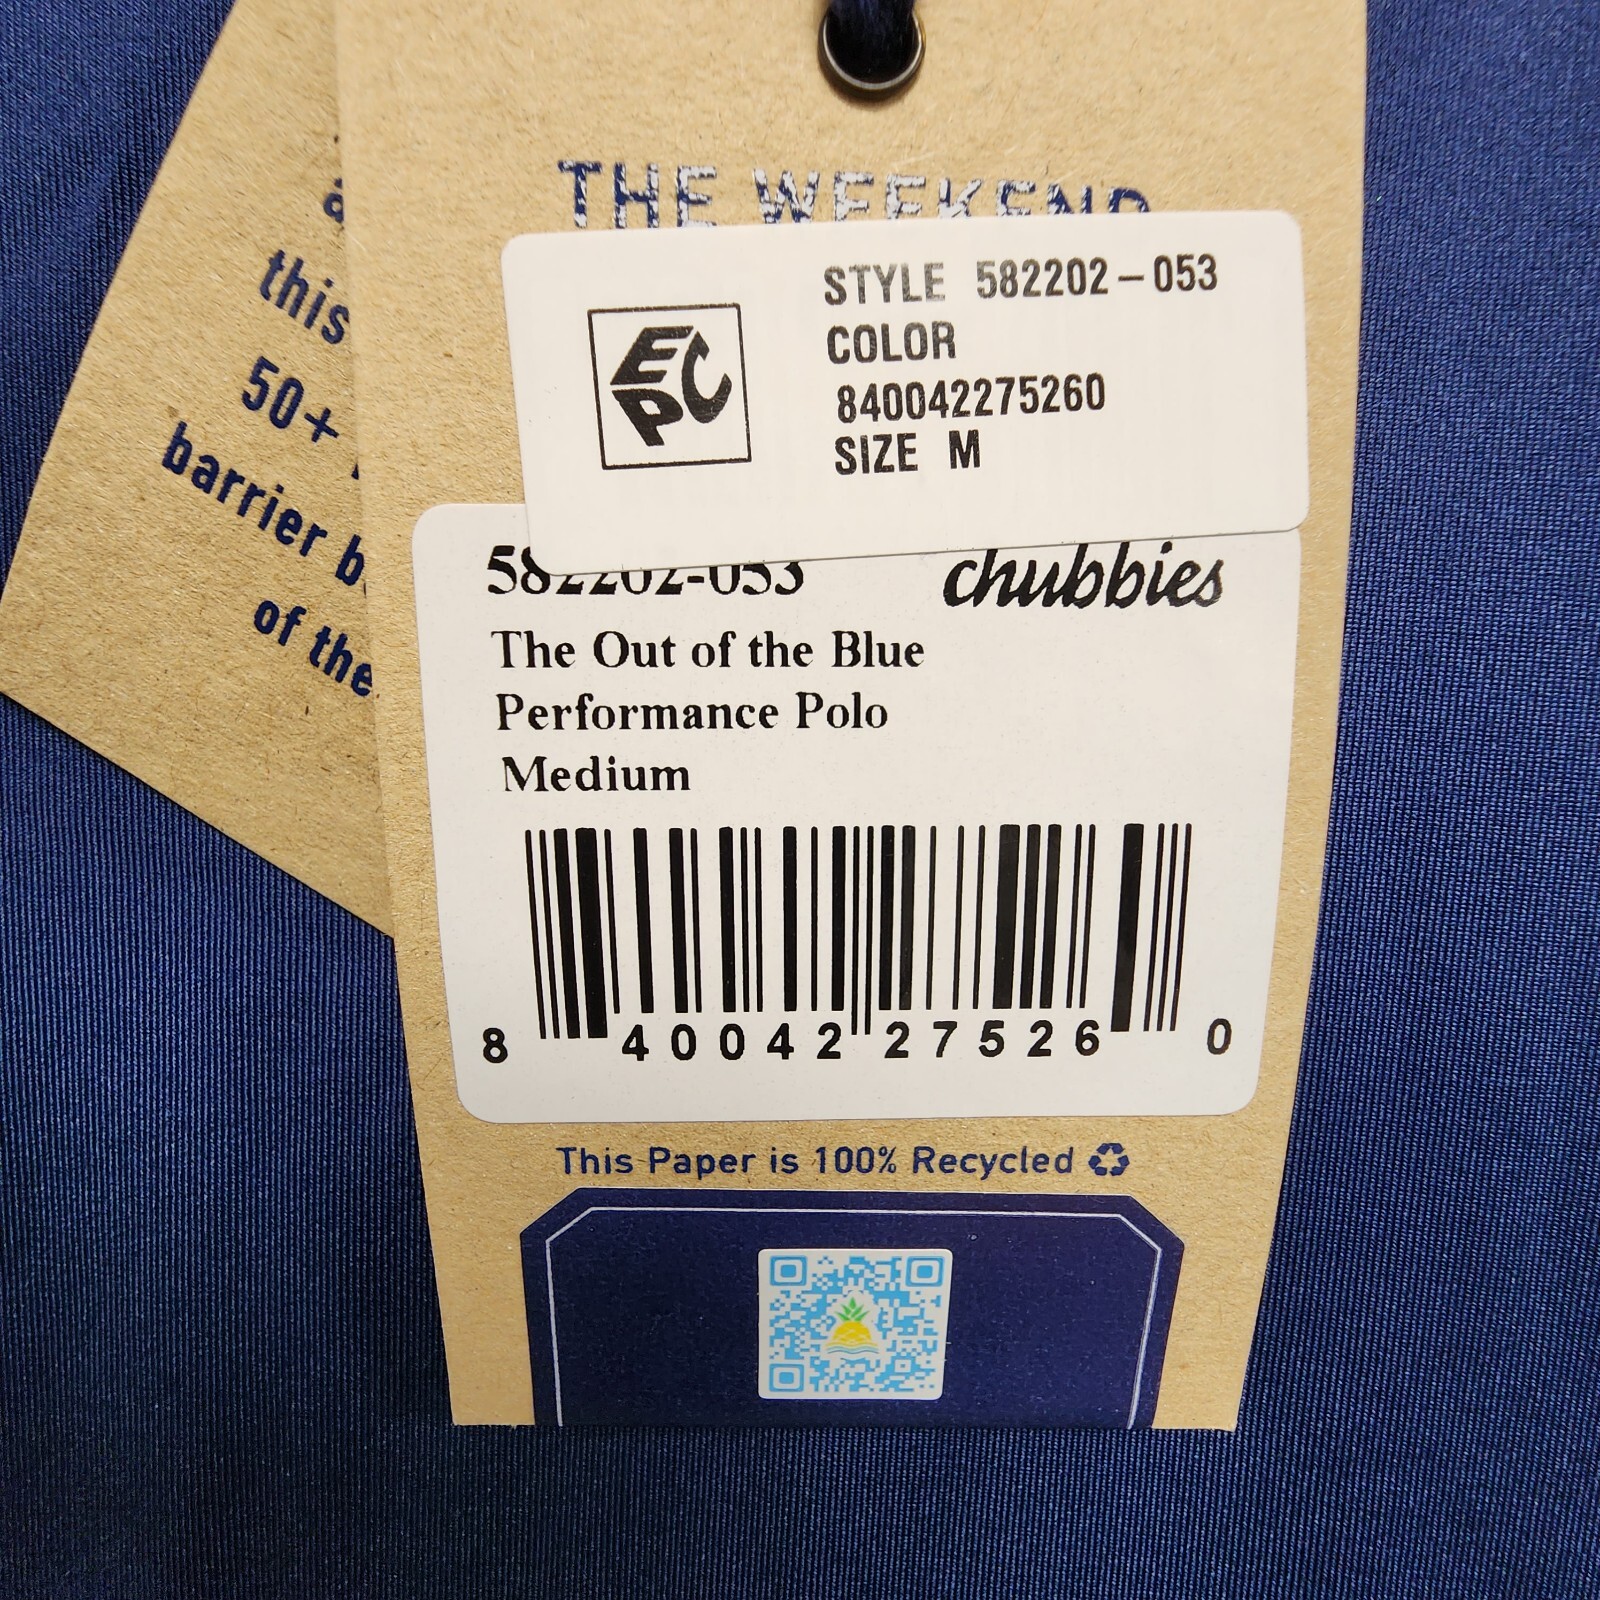 this
50+
barrier
of the
THE WEEKEND
EPC
STYLE 582202-053
COLOR
840042275260
SIZE M
582202-053 chubbies
The Out of the Blue
Performance Polo
Medium
8 40042 27526 0
This Paper is 100% Recycled